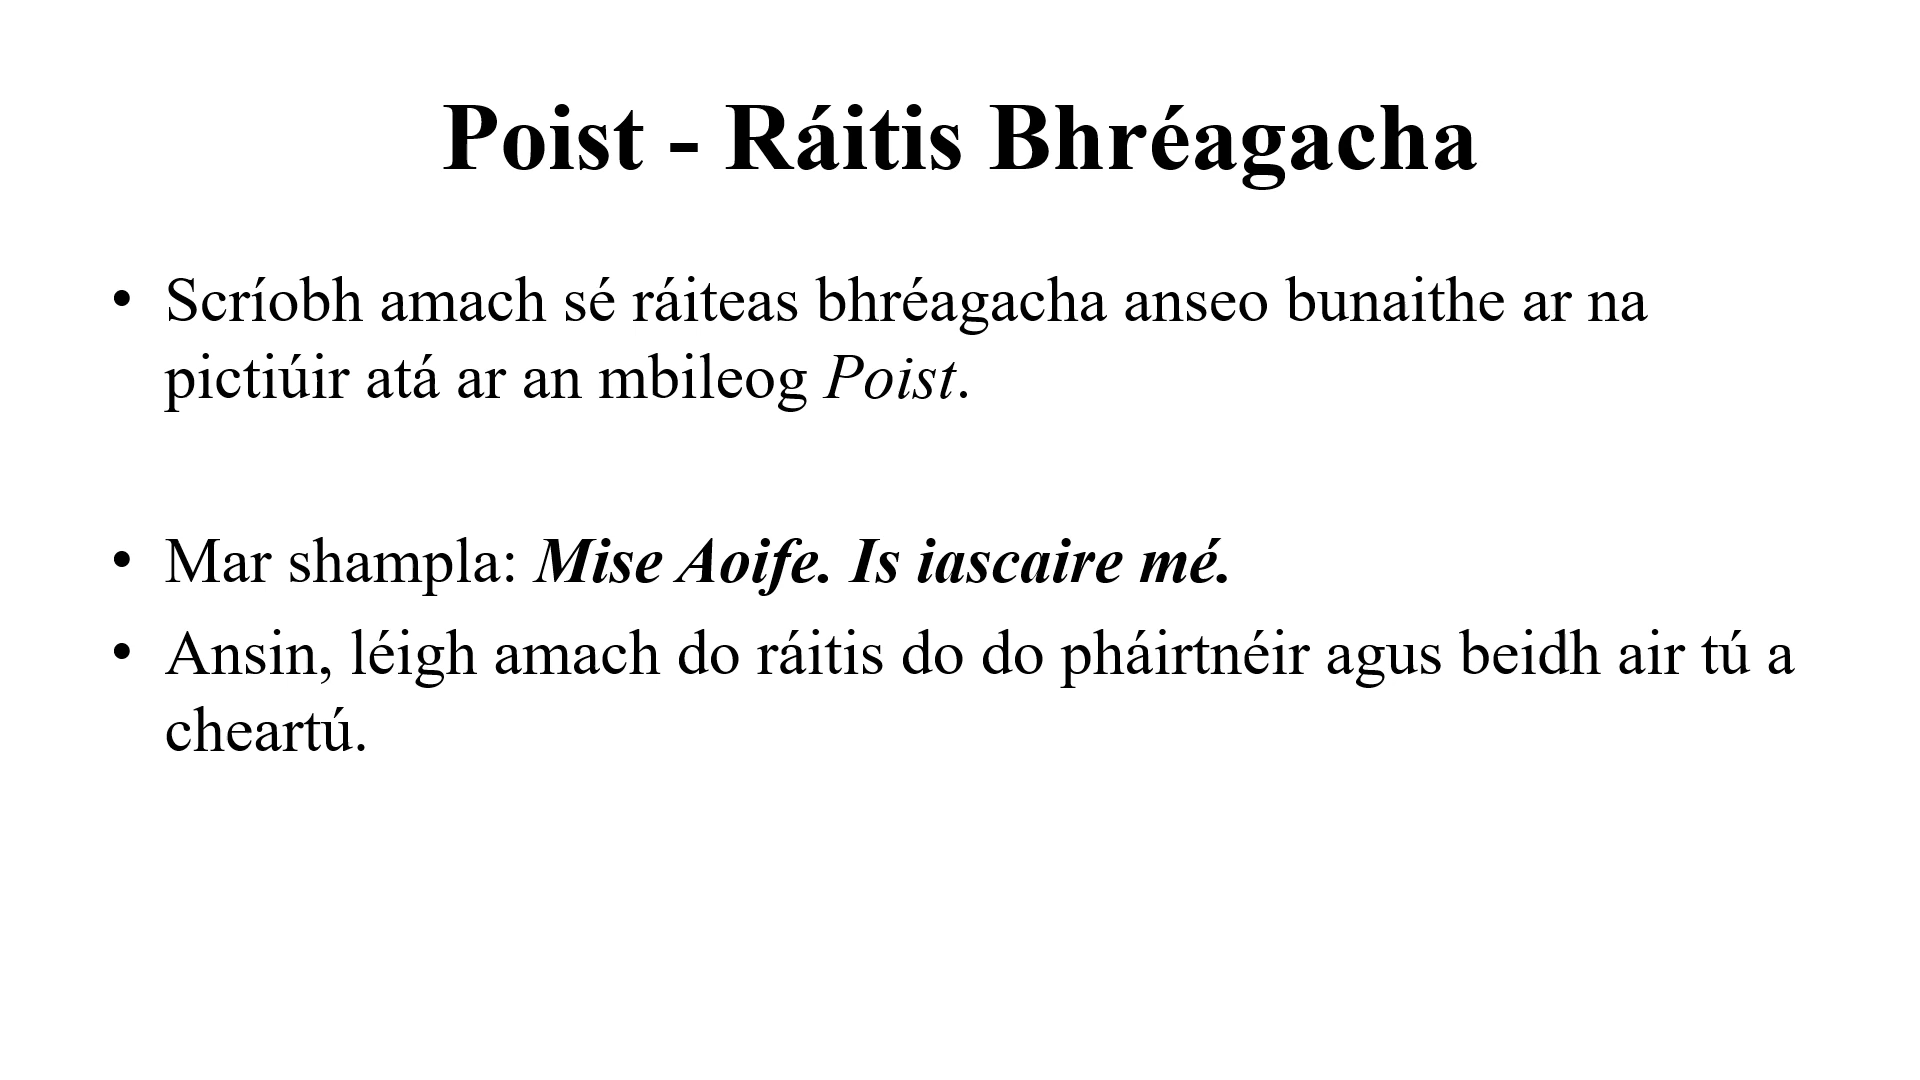 Poist - Ráitis Bhréagacha
• Scríobh amach sé ráiteas bhréagacha anseo bunaithe ar na
pictiúir atá ar an mbileog Poist.
• Mar shampla: Mise Aoife. Is iascaire mé.
• Ansin, léigh amach do ráitis do do pháirtnéir agus beidh air tú a
cheartú.